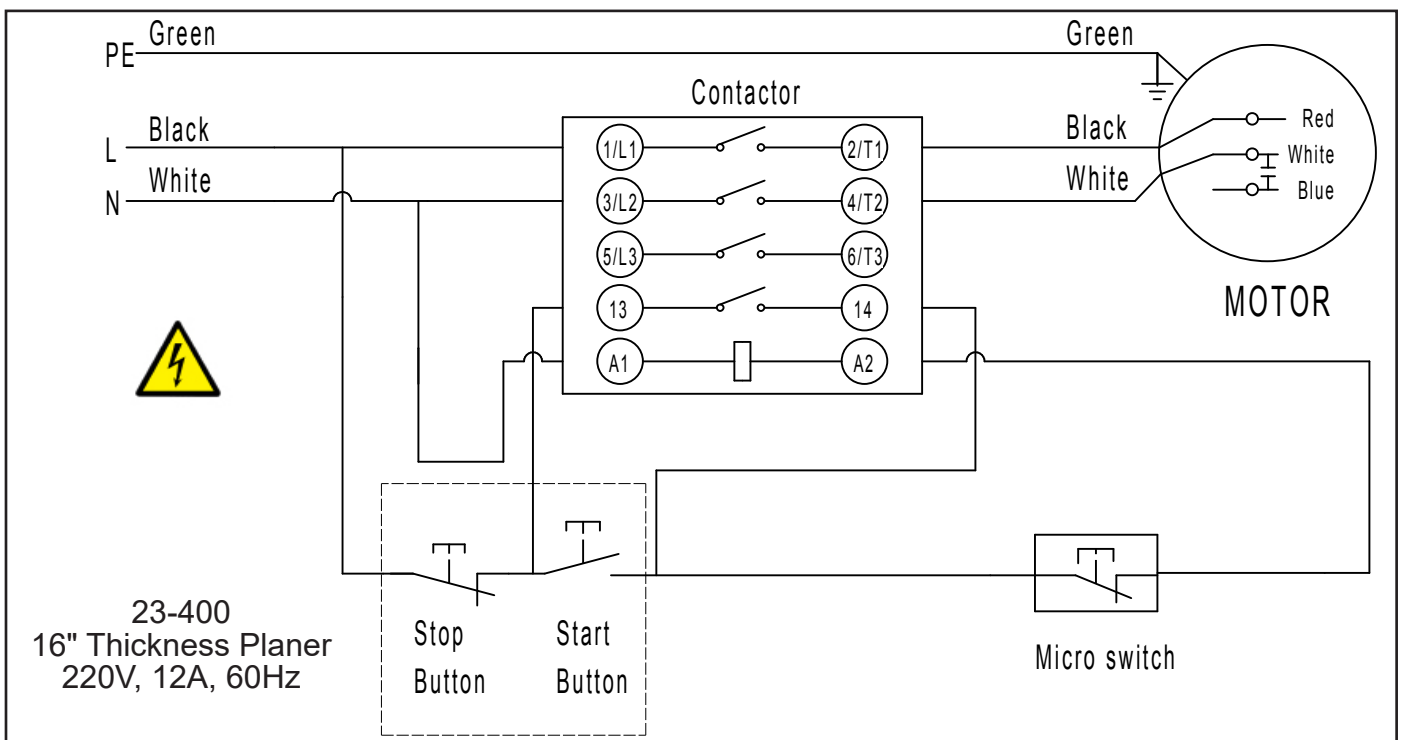 Green
Green
PE
Contactor
Black
1/L1
2/T1
Black
Red
L
White
White
3/L2
4/T2
White
Blue
N
5/L3
6/T3
MOTOR
13
14
A1
A2
23-400
16" Thickness Planer
220V, 12A, 60Hz
Stop
Button
Start
Button
Micro switch